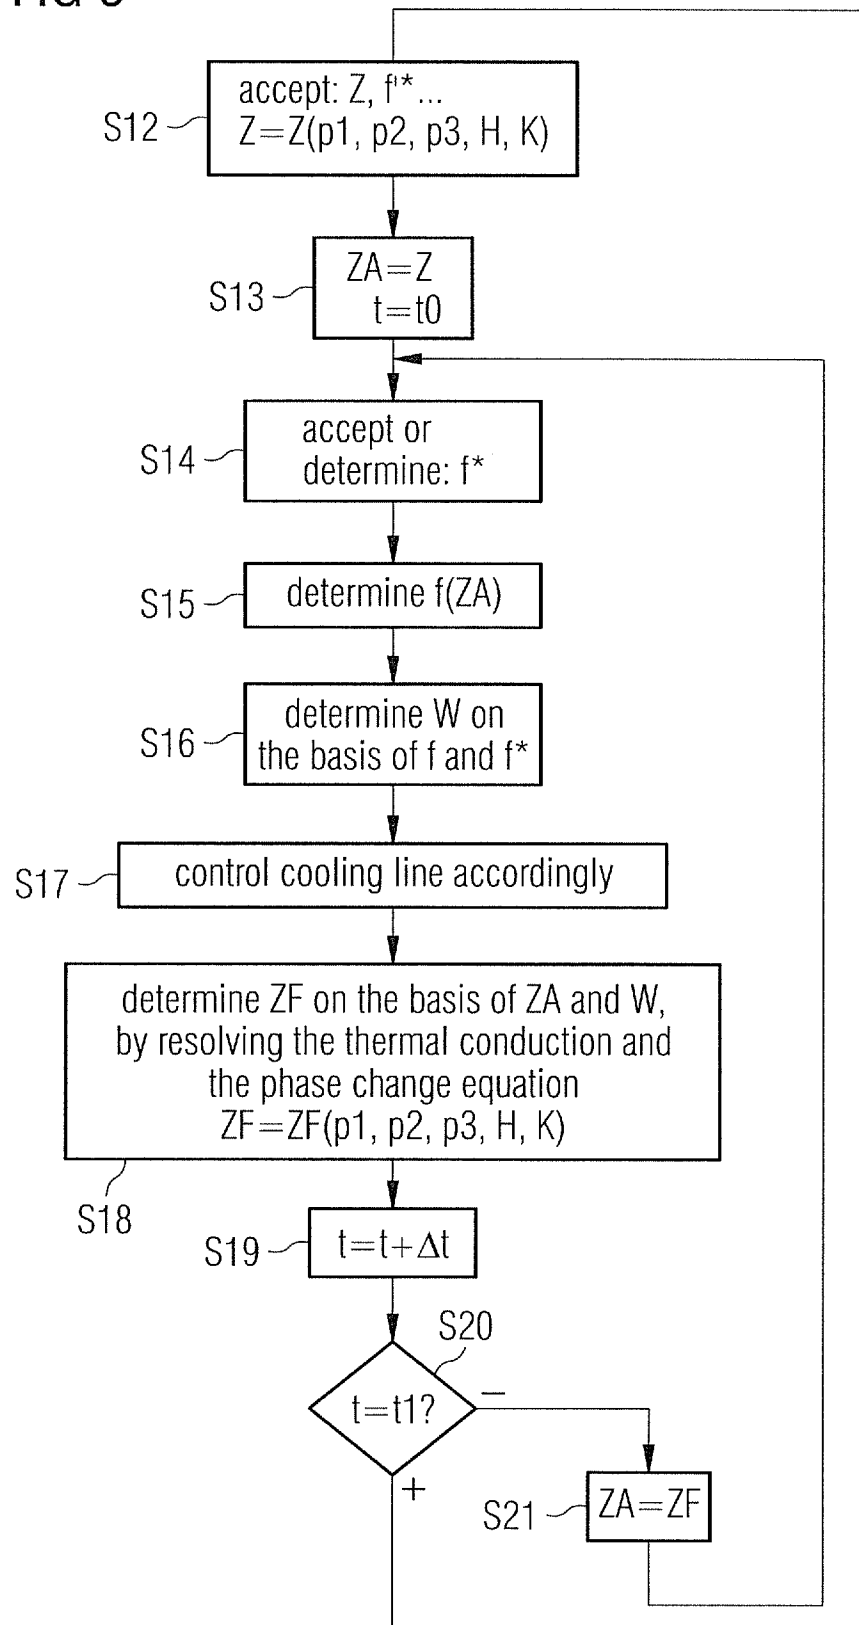 S12
accept: Z, f'*...
Z=Z(p1, p2, p3, H, K)
S13
ZA=Z
t=t0
S14
accept or
determine: f*
S15
determine f(ZA)
S16
determine W on
the basis of f and f*
S17
control cooling line accordingly
determine ZF on the basis of ZA and W,
by resolving the thermal conduction and
the phase change equation
ZF=ZF(p1, p2, p3, H, K)
S18
S19
t=t+Δt
S20
t=t1?
−
+
S21
ZA=ZF